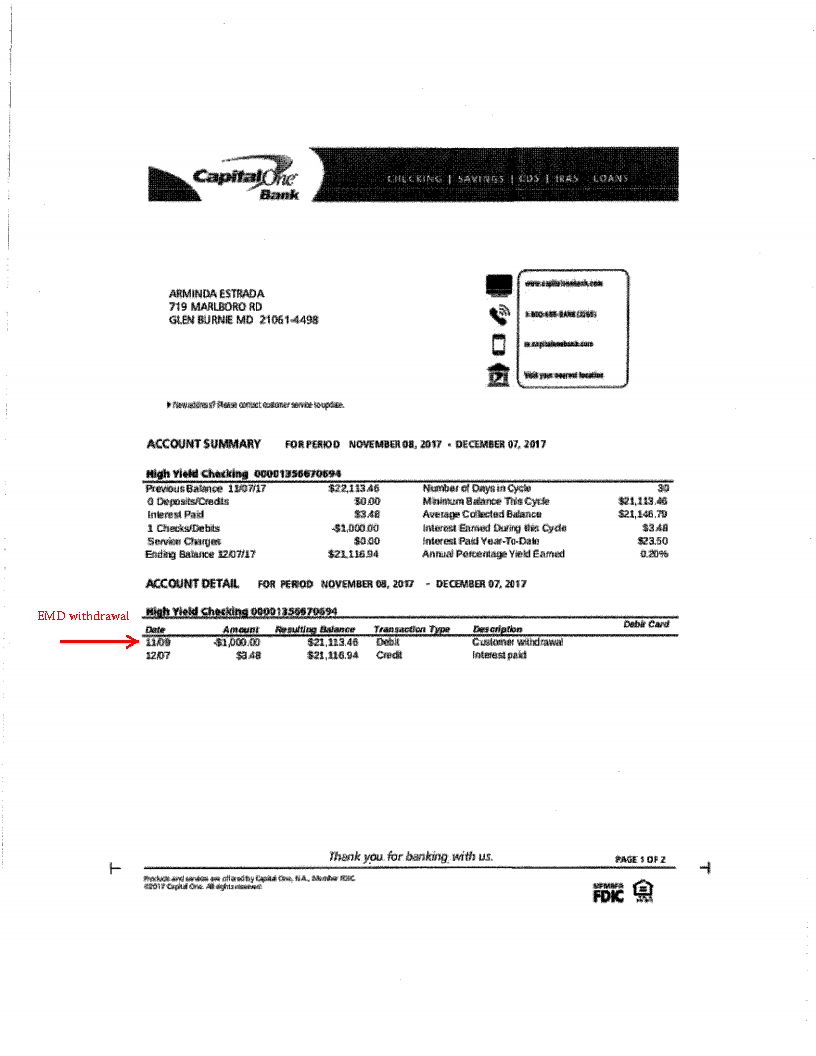 CapitalOne
Bank
CHECKING | SAVINGS | CDS | IRAS LOANS
ARMINDA ESTRADA
719 MARLBORO RD
GLEN BURNIE MD 21061-4498
www.capitalonebank.com
1-800-655-BANK (2265)
m.capitalonebank.com
Visit your nearest location
New address? Please contact customer service to update.
ACCOUNT SUMMARY FOR PERIOD NOVEMBER 08, 2017 - DECEMBER 07, 2017
High Yield Checking 00001356670694
Previous Balance 11/07/17 $22,113.46 Number of Days in Cycle 30
0 Deposits/Credits $0.00 Minimum Balance This Cycle $21,113.46
Interest Paid $3.48 Average Collected Balance $21,146.79
1 Checks/Debits -$1,000.00 Interest Earned During this Cycle $3.48
Service Charges $0.00 Interest Paid Year-To-Date $23.50
Ending Balance 12/07/17 $21,116.94 Annual Percentage Yield Earned 0.20%
ACCOUNT DETAIL FOR PERIOD NOVEMBER 08, 2017 - DECEMBER 07, 2017
EMD withdrawal
High Yield Checking 00001356670694
Date Amount Resulting Balance Transaction Type Description Debit Card
11/09 -$1,000.00 $21,113.46 Debit Customer withdrawal
12/07 $3.48 $21,116.94 Credit Interest paid
Thank you for banking with us.
PAGE 1 OF 2
Products and services are offered by Capital One, N.A., Member FDIC.
©2017 Capital One. All rights reserved.
MEMBER
FDIC